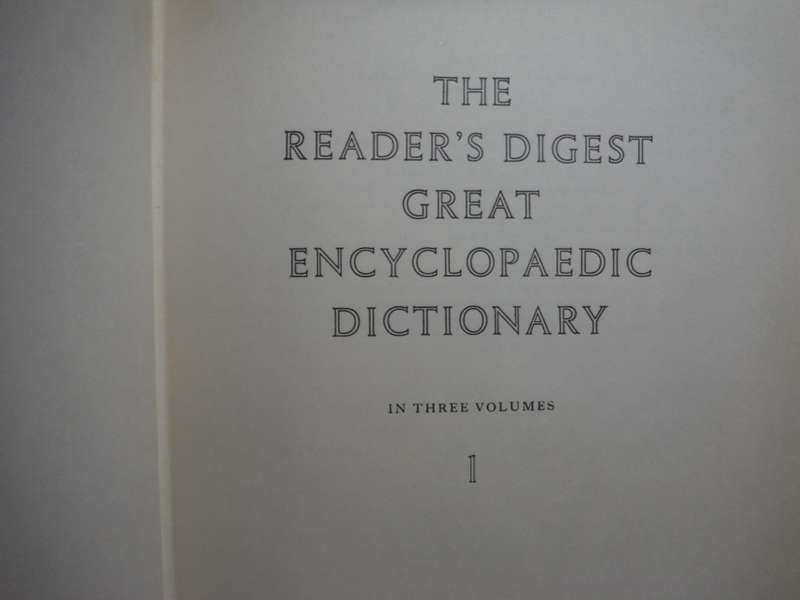 THE
READER'S DIGEST
GREAT
ENCYCLOPAEDIC
DICTIONARY
IN THREE VOLUMES
1